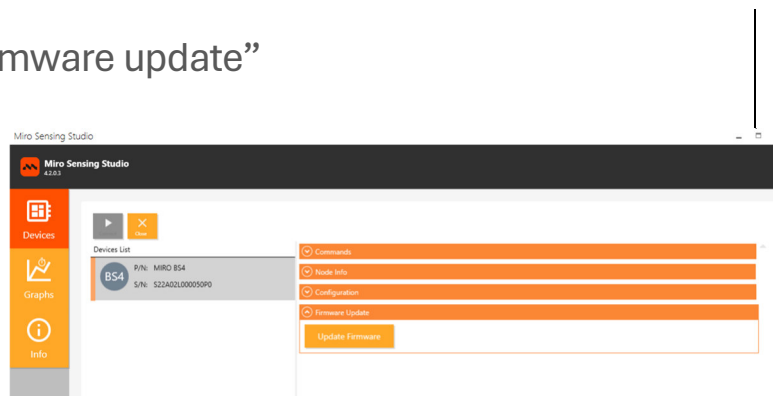 mware update”
Miro Sensing Studio
Miro Sensing Studio
4.2.0.3
Devices
Close
Devices List
Commands
BS4
P/N: MIRO BS4
S/N: S22A02L000050P0
Node Info
Configuration
Graphs
Firmware Update
Update Firmware
Info